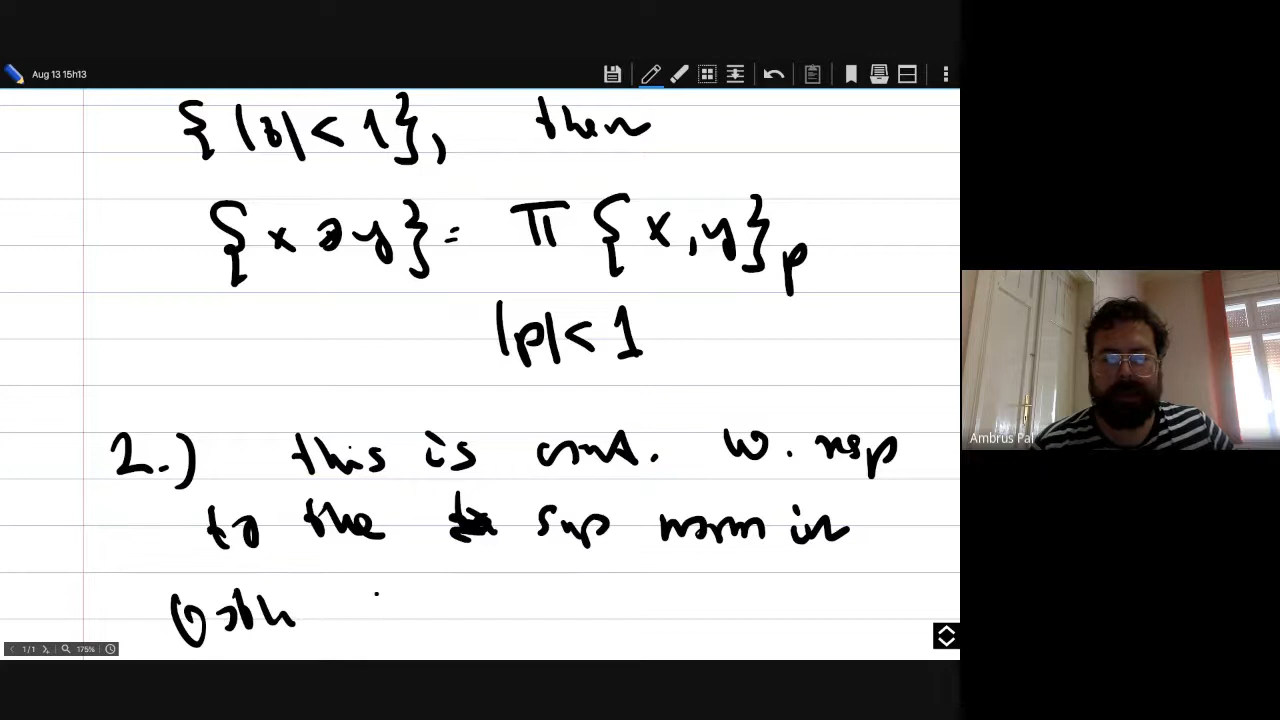 Aug 13 15h13
{ |z| < 1 }, then
{ x , y } = π { x , y }p
|p| < 1
2.) this is cont. w. resp
to the sup norm in
both
1/1 175%
Ambrus Pal